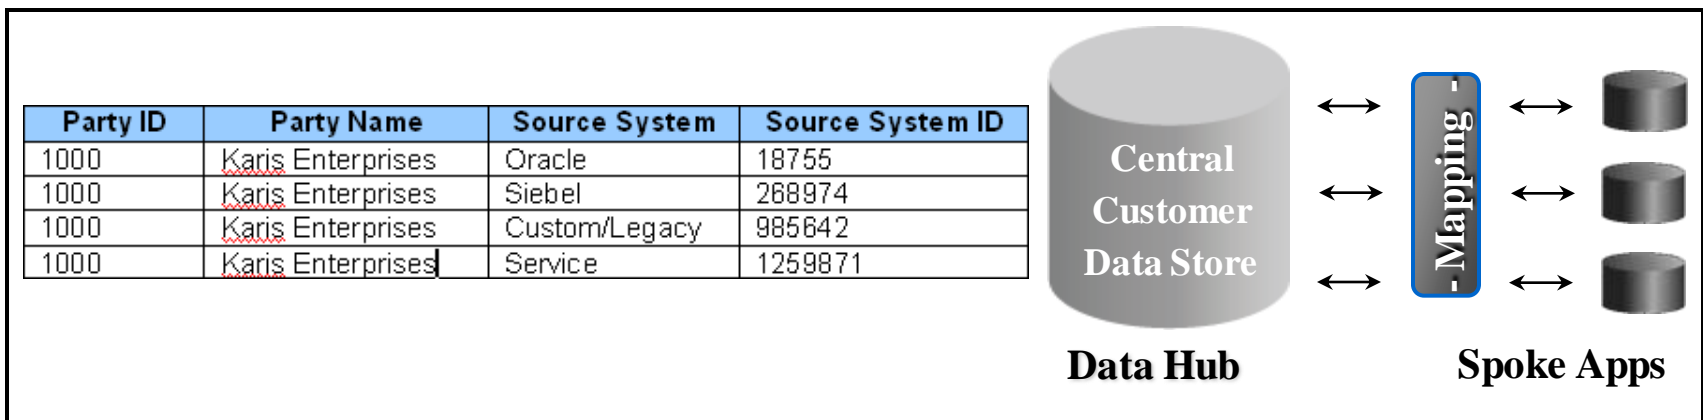 Party ID Party Name Source System Source System ID
1000 Karis Enterprises Oracle 18755
1000 Karis Enterprises Siebel 268974
1000 Karis Enterprises Custom/Legacy 985642
1000 Karis Enterprises Service 1259871
Central
Customer
Data Store
- Mapping -
Data Hub
Spoke Apps